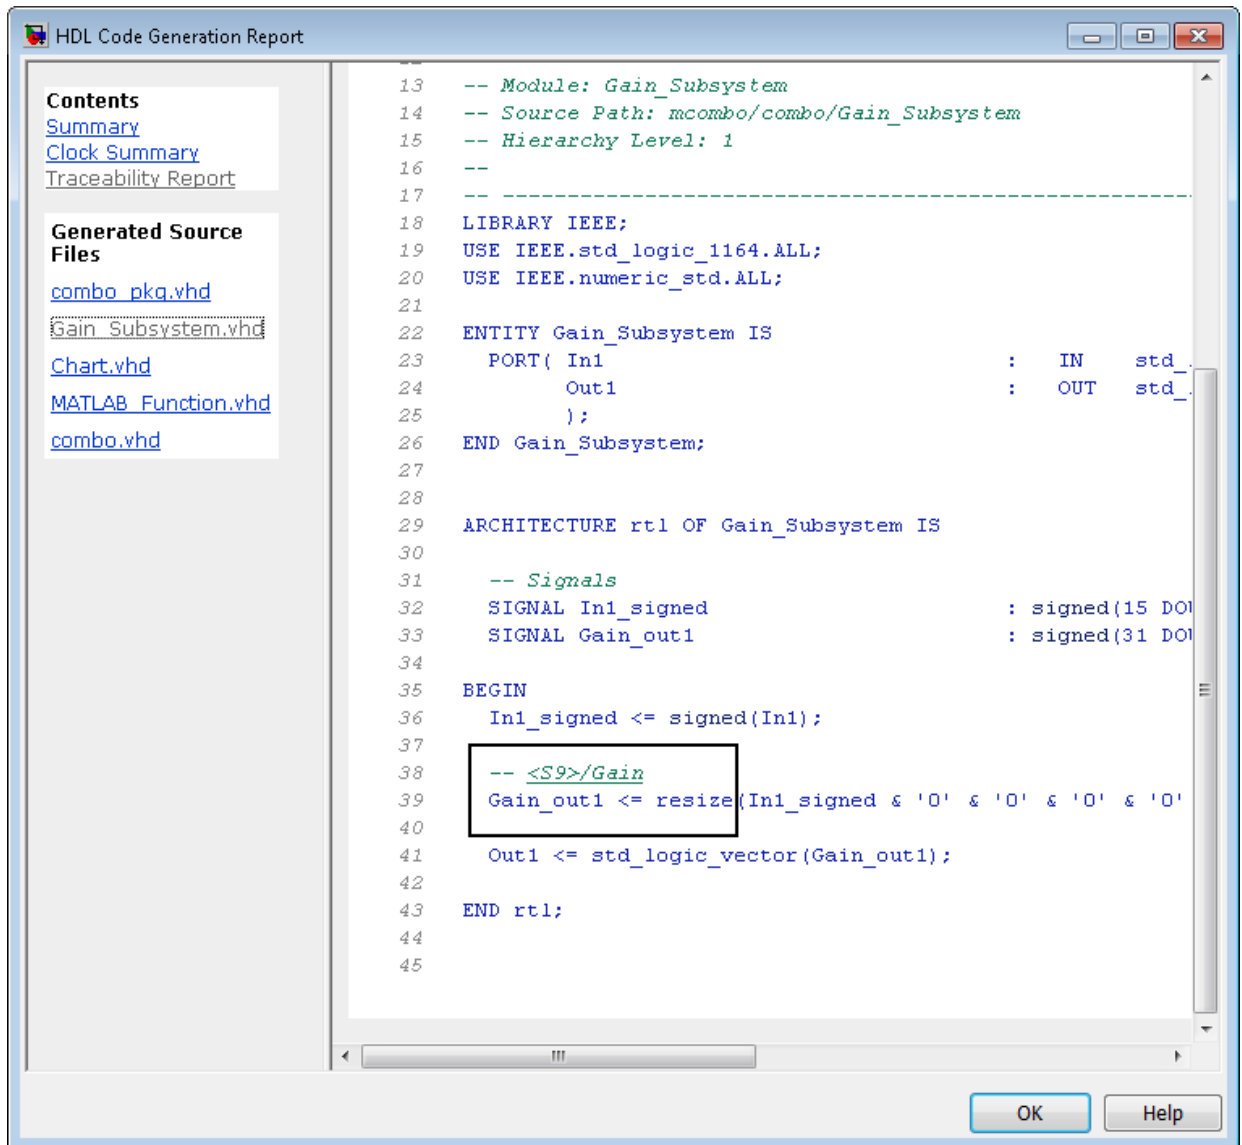 HDL Code Generation Report
Contents
Summary
Clock Summary
Traceability Report
Generated Source
Files
combo_pkg.vhd
Gain_Subsystem.vhd
Chart.vhd
MATLAB_Function.vhd
combo.vhd
13 -- Module: Gain_Subsystem
14 -- Source Path: mcombo/combo/Gain_Subsystem
15 -- Hierarchy Level: 1
16 --
17 -- -------------------------------------------------------
18 LIBRARY IEEE;
19 USE IEEE.std_logic_1164.ALL;
20 USE IEEE.numeric_std.ALL;
21
22 ENTITY Gain_Subsystem IS
23 PORT( In1 : IN std_
24 Out1 : OUT std_
25 );
26 END Gain_Subsystem;
27
28
29 ARCHITECTURE rtl OF Gain_Subsystem IS
30
31 -- Signals
32 SIGNAL In1_signed : signed(15 DO
33 SIGNAL Gain_out1 : signed(31 DO
34
35 BEGIN
36 In1_signed <= signed(In1);
37
38 -- <S9>/Gain
39 Gain_out1 <= resize(In1_signed & '0' & '0' & '0' & '0'
40
41 Out1 <= std_logic_vector(Gain_out1);
42
43 END rtl;
44
45
OK
Help